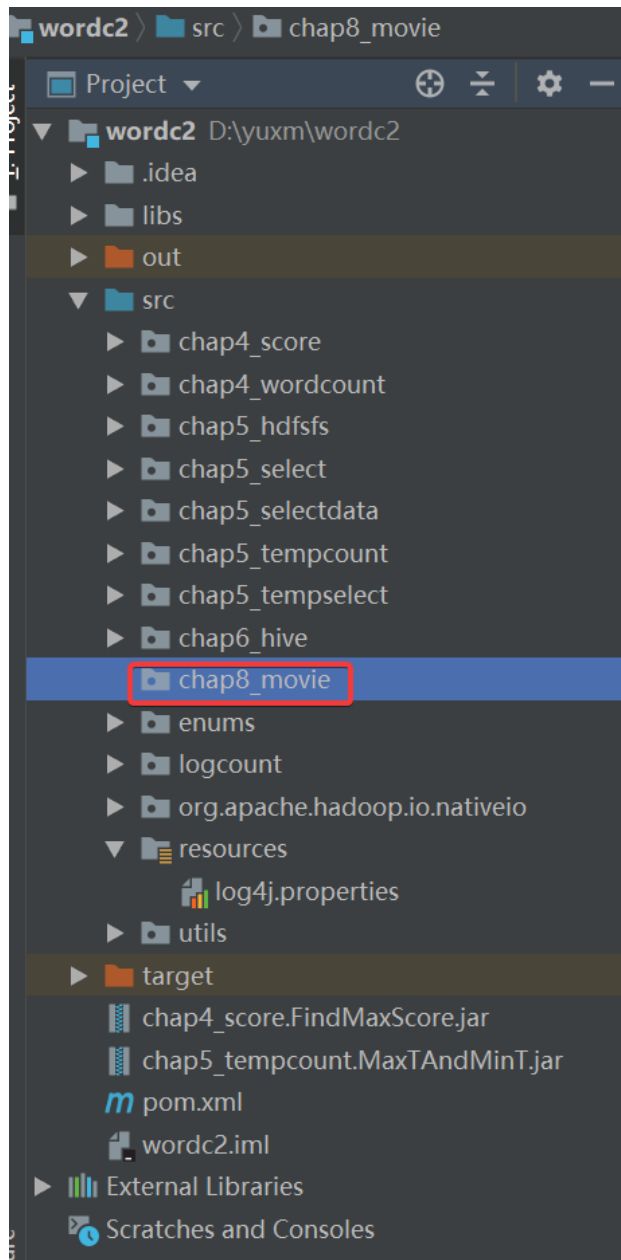 wordc2 src chap8_movie
Project
wordc2 D:\yuxm\wordc2
.idea
libs
out
src
chap4_score
chap4_wordcount
chap5_hdfsfs
chap5_select
chap5_selectdata
chap5_tempcount
chap5_tempselect
chap6_hive
chap8_movie
enums
logcount
org.apache.hadoop.io.nativeio
resources
log4j.properties
utils
target
chap4_score.FindMaxScore.jar
chap5_tempcount.MaxTAndMinT.jar
pom.xml
wordc2.iml
External Libraries
Scratches and Consoles